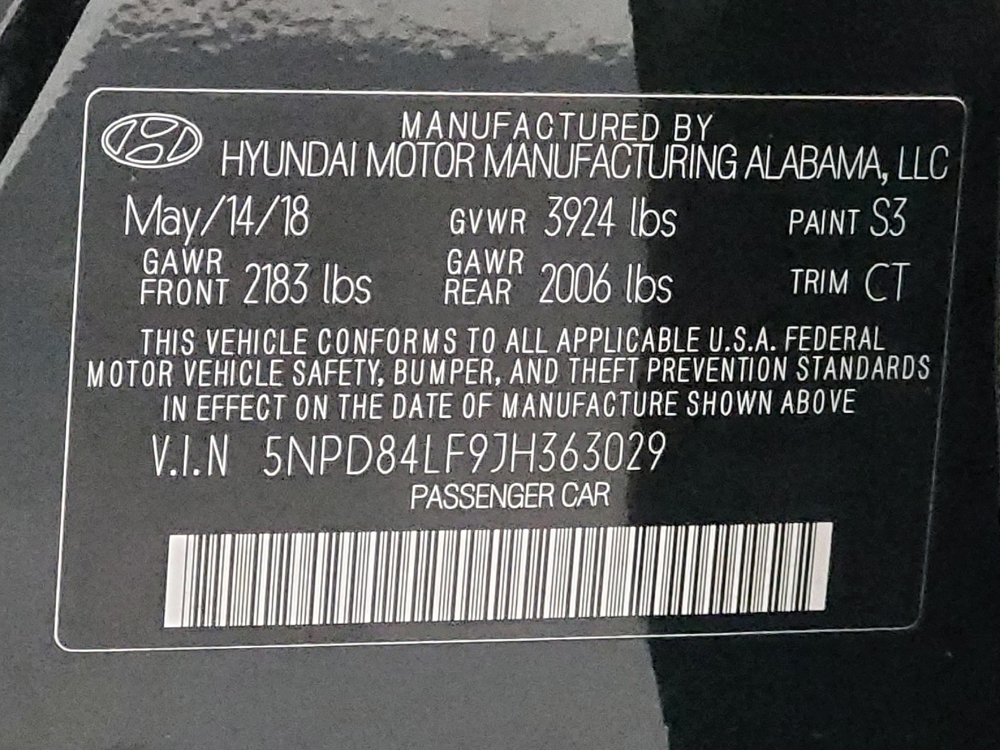 MANUFACTURED BY
HYUNDAI MOTOR MANUFACTURING ALABAMA, LLC
May/14/18 GVWR 3924 lbs PAINT S3
GAWR FRONT 2183 lbs GAWR REAR 2006 lbs TRIM CT
THIS VEHICLE CONFORMS TO ALL APPLICABLE U.S.A. FEDERAL
MOTOR VEHICLE SAFETY, BUMPER, AND THEFT PREVENTION STANDARDS
IN EFFECT ON THE DATE OF MANUFACTURE SHOWN ABOVE
V.I.N 5NPD84LF9JH363029
PASSENGER CAR